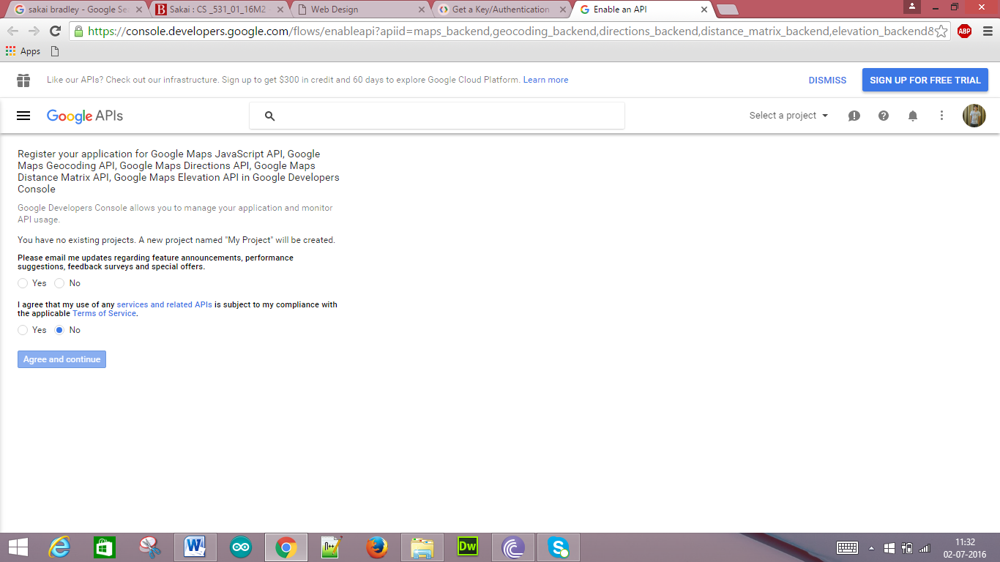 sakai bradley - Google Se
Sakai : CS _531_01_16M2
Web Design
Get a Key/Authentication
Enable an API
https://console.developers.google.com/flows/enableapi?apiid=maps_backend,geocoding_backend,directions_backend,distance_matrix_backend,elevation_backend8
ABP
Apps
Like our APIs? Check out our infrastructure. Sign up to get $300 in credit and 60 days to explore Google Cloud Platform. Learn more
DISMISS
SIGN UP FOR FREE TRIAL
Google APIs
Select a project
Register your application for Google Maps JavaScript API, Google
Maps Geocoding API, Google Maps Directions API, Google Maps
Distance Matrix API, Google Maps Elevation API in Google Developers
Console
Google Developers Console allows you to manage your application and monitor
API usage.
You have no existing projects. A new project named "My Project" will be created.
Please email me updates regarding feature announcements, performance
suggestions, feedback surveys and special offers.
Yes No
I agree that my use of any services and related APIs is subject to my compliance with
the applicable Terms of Service.
Yes No
Agree and continue
Dw
11:32
02-07-2016